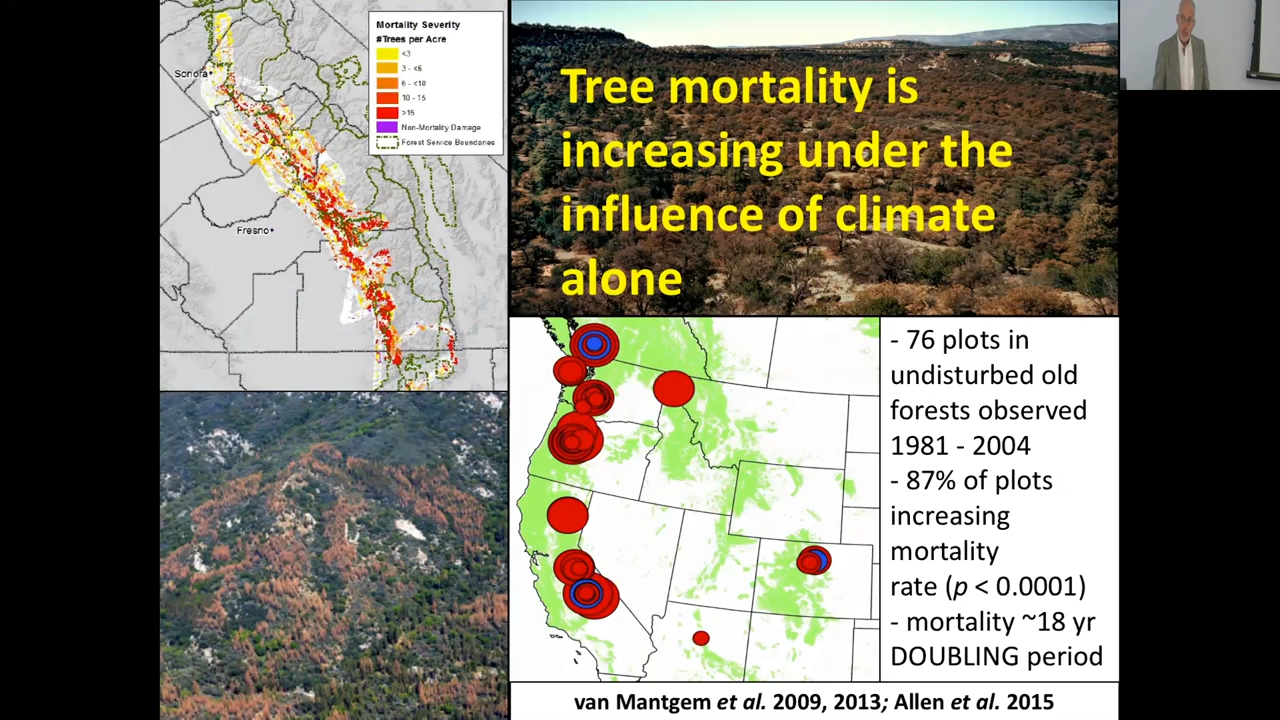 Mortality Severity
#Trees per Acre
<3
3 - <6
6 - <10
10 - 15
>15
Non-Mortality Damage
Forest Service Boundaries
Sonora
Fresno
Tree mortality is
increasing under the
influence of climate
alone
- 76 plots in
undisturbed old
forests observed
1981 - 2004
- 87% of plots
increasing
mortality
rate (p < 0.0001)
- mortality ~18 yr
DOUBLING period
van Mantgem et al. 2009, 2013; Allen et al. 2015